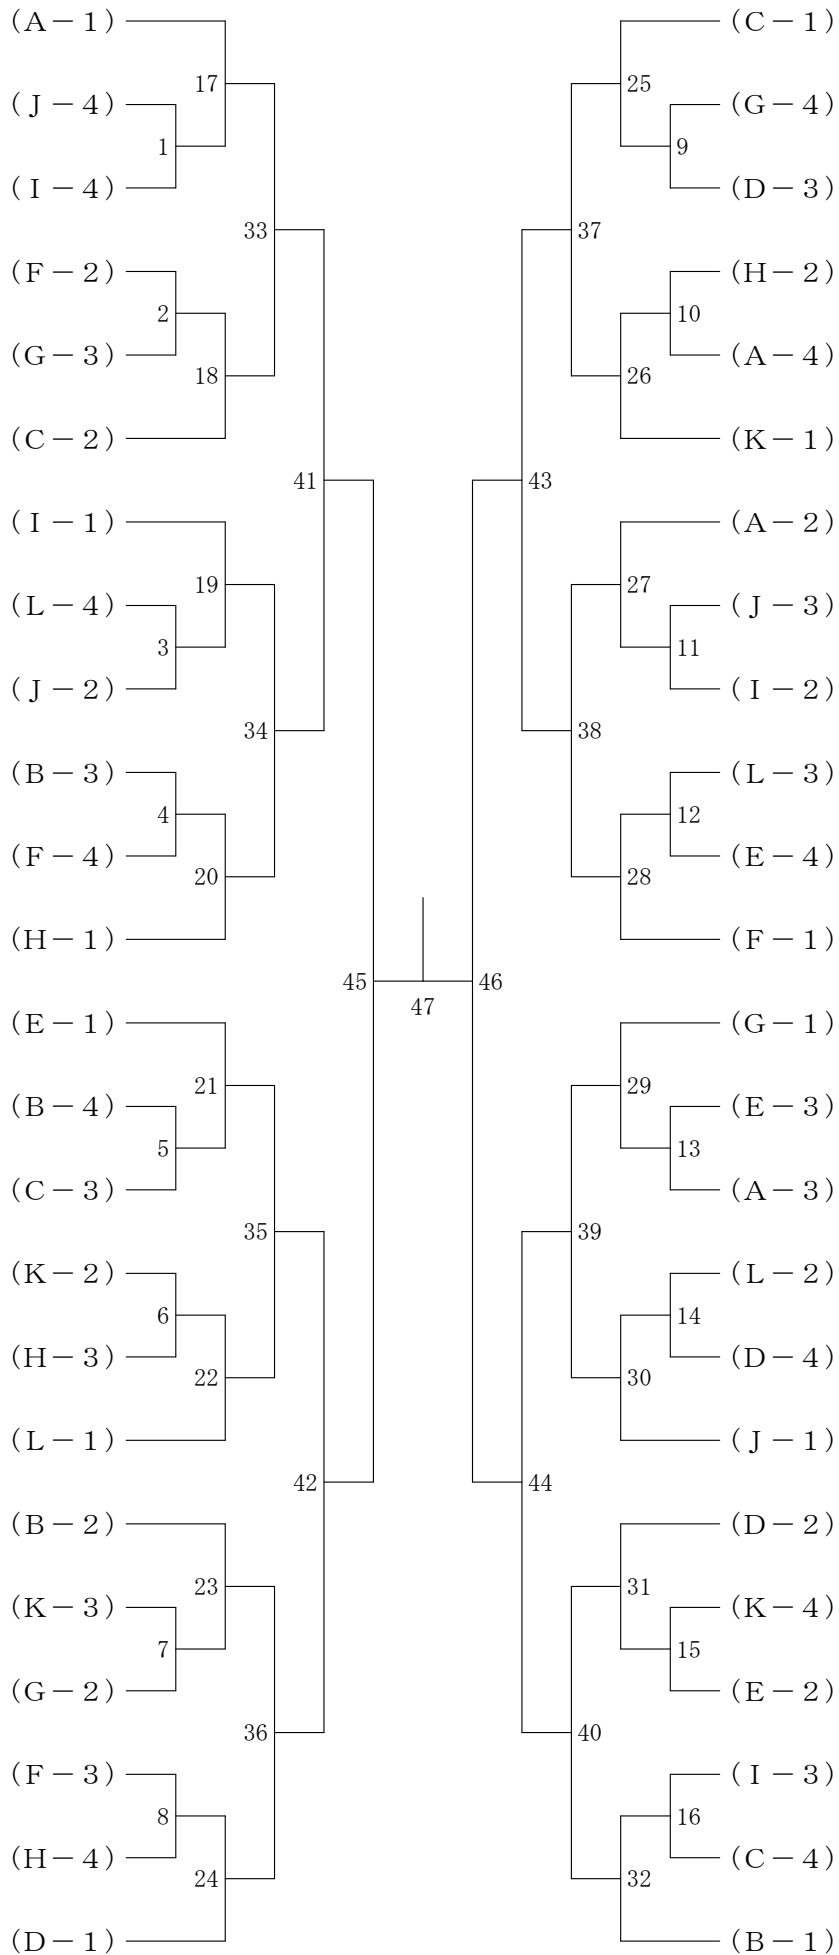 (A－1) (C－1)
17 25
(J－4) (G－4)
1 9
(I－4) (D－3)
33 37
(F－2) (H－2)
2 10
(G－3) (A－4)
18 26
(C－2) (K－1)
41 43
(I－1) (A－2)
19 27
(L－4) (J－3)
3 11
(J－2) (I－2)
34 38
(B－3) (L－3)
4 12
(F－4) (E－4)
20 28
(H－1) (F－1)
45 46
47
(E－1) (G－1)
21 29
(B－4) (E－3)
5 13
(C－3) (A－3)
35 39
(K－2) (L－2)
6 14
(H－3) (D－4)
22 30
(L－1) (J－1)
42 44
(B－2) (D－2)
23 31
(K－3) (K－4)
7 15
(G－2) (E－2)
36 40
(F－3) (I－3)
8 16
(H－4) (C－4)
24 32
(D－1) (B－1)